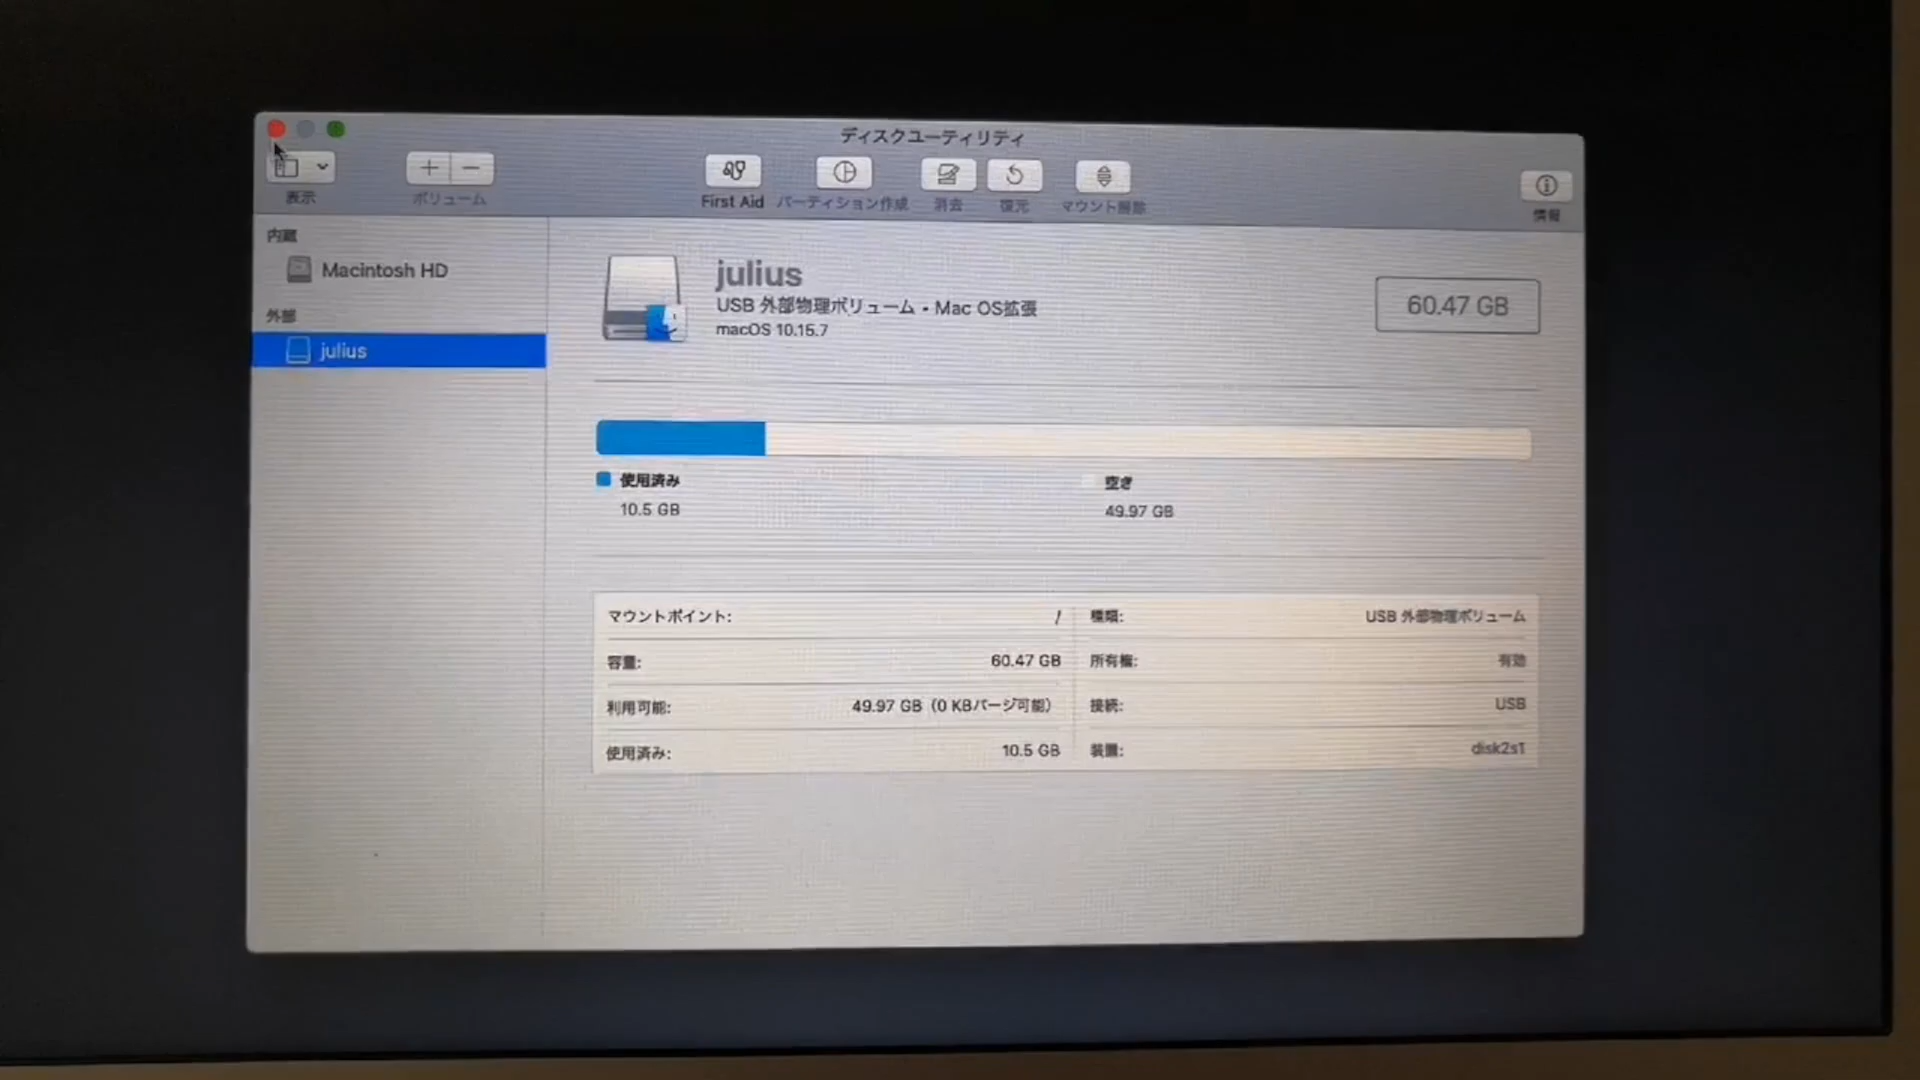 ディスクユーティリティ
表示
ボリューム
First Aid
パーティション作成
消去
復元
マウント解除
情報
内蔵
Macintosh HD
外部
julius
julius
USB 外部物理ボリューム・Mac OS拡張
macOS 10.15.7
60.47 GB
使用済み
10.5 GB
空き
49.97 GB
マウントポイント: /
種類: USB 外部物理ボリューム
容量: 60.47 GB
所有権: 有効
利用可能: 49.97 GB（0 KBパージ可能）
接続: USB
使用済み: 10.5 GB
装置: disk2s1